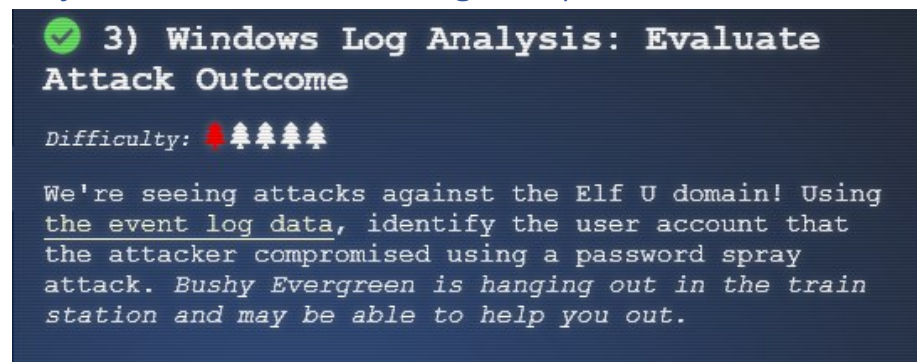 3) Windows Log Analysis: Evaluate
Attack Outcome
Difficulty:
We're seeing attacks against the Elf U domain! Using
the event log data, identify the user account that
the attacker compromised using a password spray
attack. Bushy Evergreen is hanging out in the train
station and may be able to help you out.